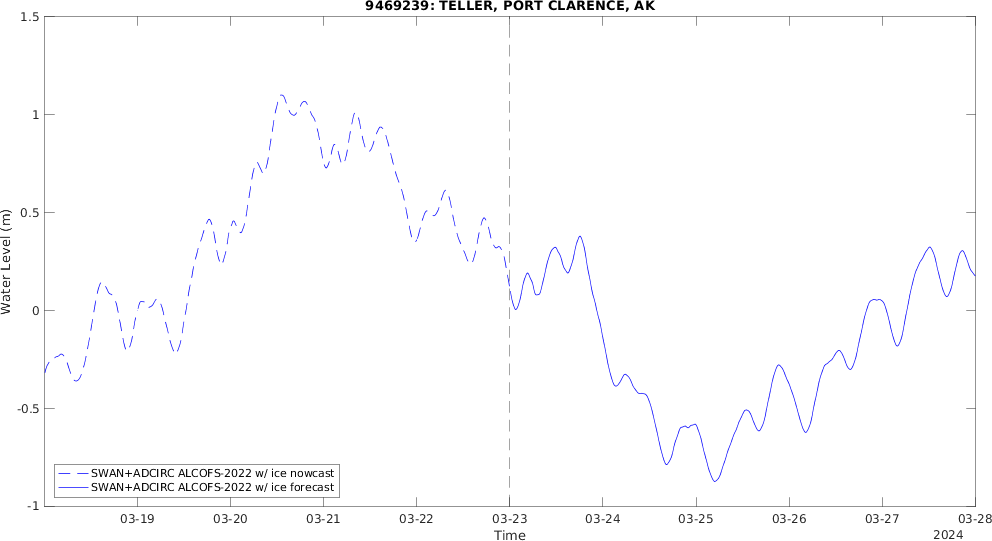 9469239: TELLER, PORT CLARENCE, AK
1.5
1
0.5
0
-0.5
-1
Water Level (m)
SWAN+ADCIRC ALCOFS-2022 w/ ice nowcast
SWAN+ADCIRC ALCOFS-2022 w/ ice forecast
03-19 03-20 03-21 03-22 03-23 03-24 03-25 03-26 03-27 03-28
Time
2024